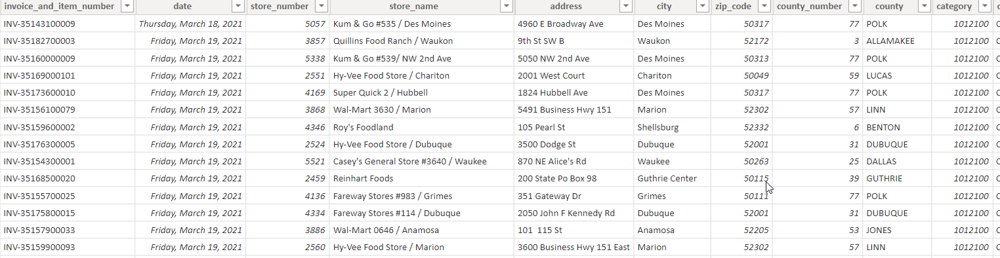 invoice_and_item_number date store_number store_name address city zip_code county_number county category
INV-35143100009 Thursday, March 18, 2021 5057 Kum & Go #535 / Des Moines 4960 E Broadway Ave Des Moines 50317 77 POLK 1012100
INV-35182700003 Friday, March 19, 2021 3857 Quillins Food Ranch / Waukon 9th St SW B Waukon 52172 3 ALLAMAKEE 1012100
INV-35160000009 Friday, March 19, 2021 5338 Kum & Go #539/ NW 2nd Ave 5050 NW 2nd Ave Des Moines 50313 77 POLK 1012100
INV-35169000101 Friday, March 19, 2021 2551 Hy-Vee Food Store / Chariton 2001 West Court Chariton 50049 59 LUCAS 1012100
INV-35173600010 Friday, March 19, 2021 4169 Super Quick 2 / Hubbell 1824 Hubbell Ave Des Moines 50317 77 POLK 1012100
INV-35156100079 Friday, March 19, 2021 3868 Wal-Mart 3630 / Marion 5491 Business Hwy 151 Marion 52302 57 LINN 1012100
INV-35159600002 Friday, March 19, 2021 4346 Roy's Foodland 105 Pearl St Shellsburg 52332 6 BENTON 1012100
INV-35176300005 Friday, March 19, 2021 2524 Hy-Vee Food Store / Dubuque 3500 Dodge St Dubuque 52001 31 DUBUQUE 1012100
INV-35154300001 Friday, March 19, 2021 5521 Casey's General Store #3640 / Waukee 870 NE Alice's Rd Waukee 50263 25 DALLAS 1012100
INV-35168500020 Friday, March 19, 2021 2459 Reinhart Foods 200 State Po Box 98 Guthrie Center 50115 39 GUTHRIE 1012100
INV-35155700025 Friday, March 19, 2021 4136 Fareway Stores #983 / Grimes 351 Gateway Dr Grimes 50111 77 POLK 1012100
INV-35175800015 Friday, March 19, 2021 4334 Fareway Stores #114 / Dubuque 2050 John F Kennedy Rd Dubuque 52001 31 DUBUQUE 1012100
INV-35157900033 Friday, March 19, 2021 3886 Wal-Mart 0646 / Anamosa 101  115 St Anamosa 52205 53 JONES 1012100
INV-35159900093 Friday, March 19, 2021 2560 Hy-Vee Food Store / Marion 3600 Business Hwy 151 East Marion 52302 57 LINN 1012100